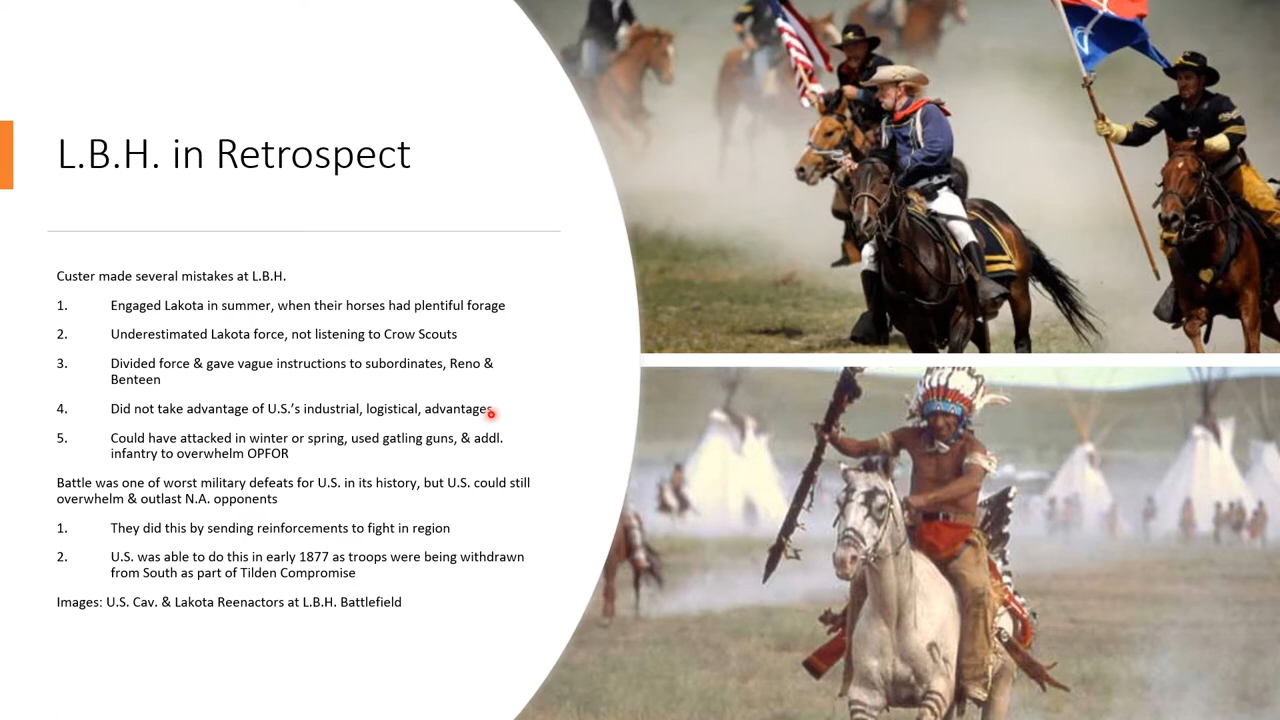 L.B.H. in Retrospect
Custer made several mistakes at L.B.H.
1. Engaged Lakota in summer, when their horses had plentiful forage
2. Underestimated Lakota force, not listening to Crow Scouts
3. Divided force & gave vague instructions to subordinates, Reno &
Benteen
4. Did not take advantage of U.S.'s industrial, logistical, advantages
5. Could have attacked in winter or spring, used gatling guns, & addl.
infantry to overwhelm OPFOR
Battle was one of worst military defeats for U.S. in its history, but U.S. could still
overwhelm & outlast N.A. opponents
1. They did this by sending reinforcements to fight in region
2. U.S. was able to do this in early 1877 as troops were being withdrawn
from South as part of Tilden Compromise
Images: U.S. Cav. & Lakota Reenactors at L.B.H. Battlefield